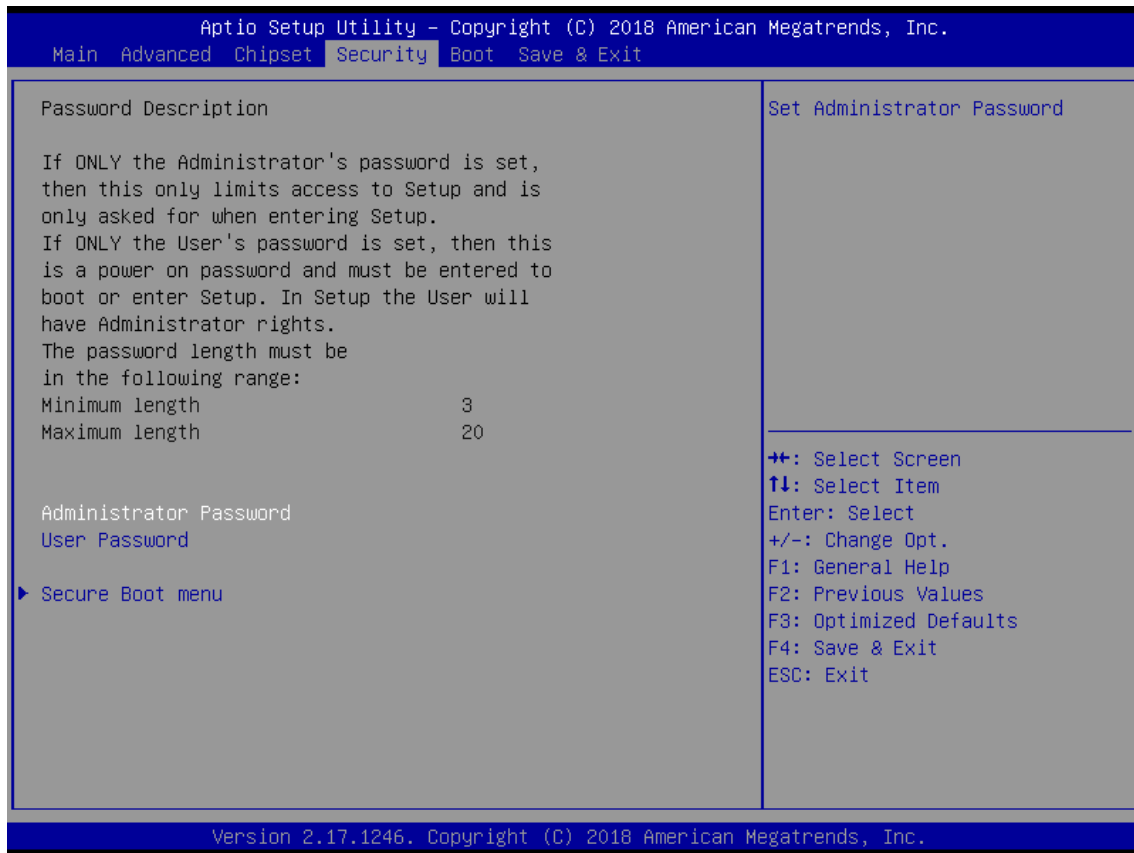 Aptio Setup Utility – Copyright (C) 2018 American Megatrends, Inc.
Main Advanced Chipset Security Boot Save & Exit
Password Description
If ONLY the Administrator's password is set,
then this only limits access to Setup and is
only asked for when entering Setup.
If ONLY the User's password is set, then this
is a power on password and must be entered to
boot or enter Setup. In Setup the User will
have Administrator rights.
The password length must be
in the following range:
Minimum length 3
Maximum length 20
Administrator Password
User Password
Secure Boot menu
Set Administrator Password
→←: Select Screen
↑↓: Select Item
Enter: Select
+/-: Change Opt.
F1: General Help
F2: Previous Values
F3: Optimized Defaults
F4: Save & Exit
ESC: Exit
Version 2.17.1246. Copyright (C) 2018 American Megatrends, Inc.